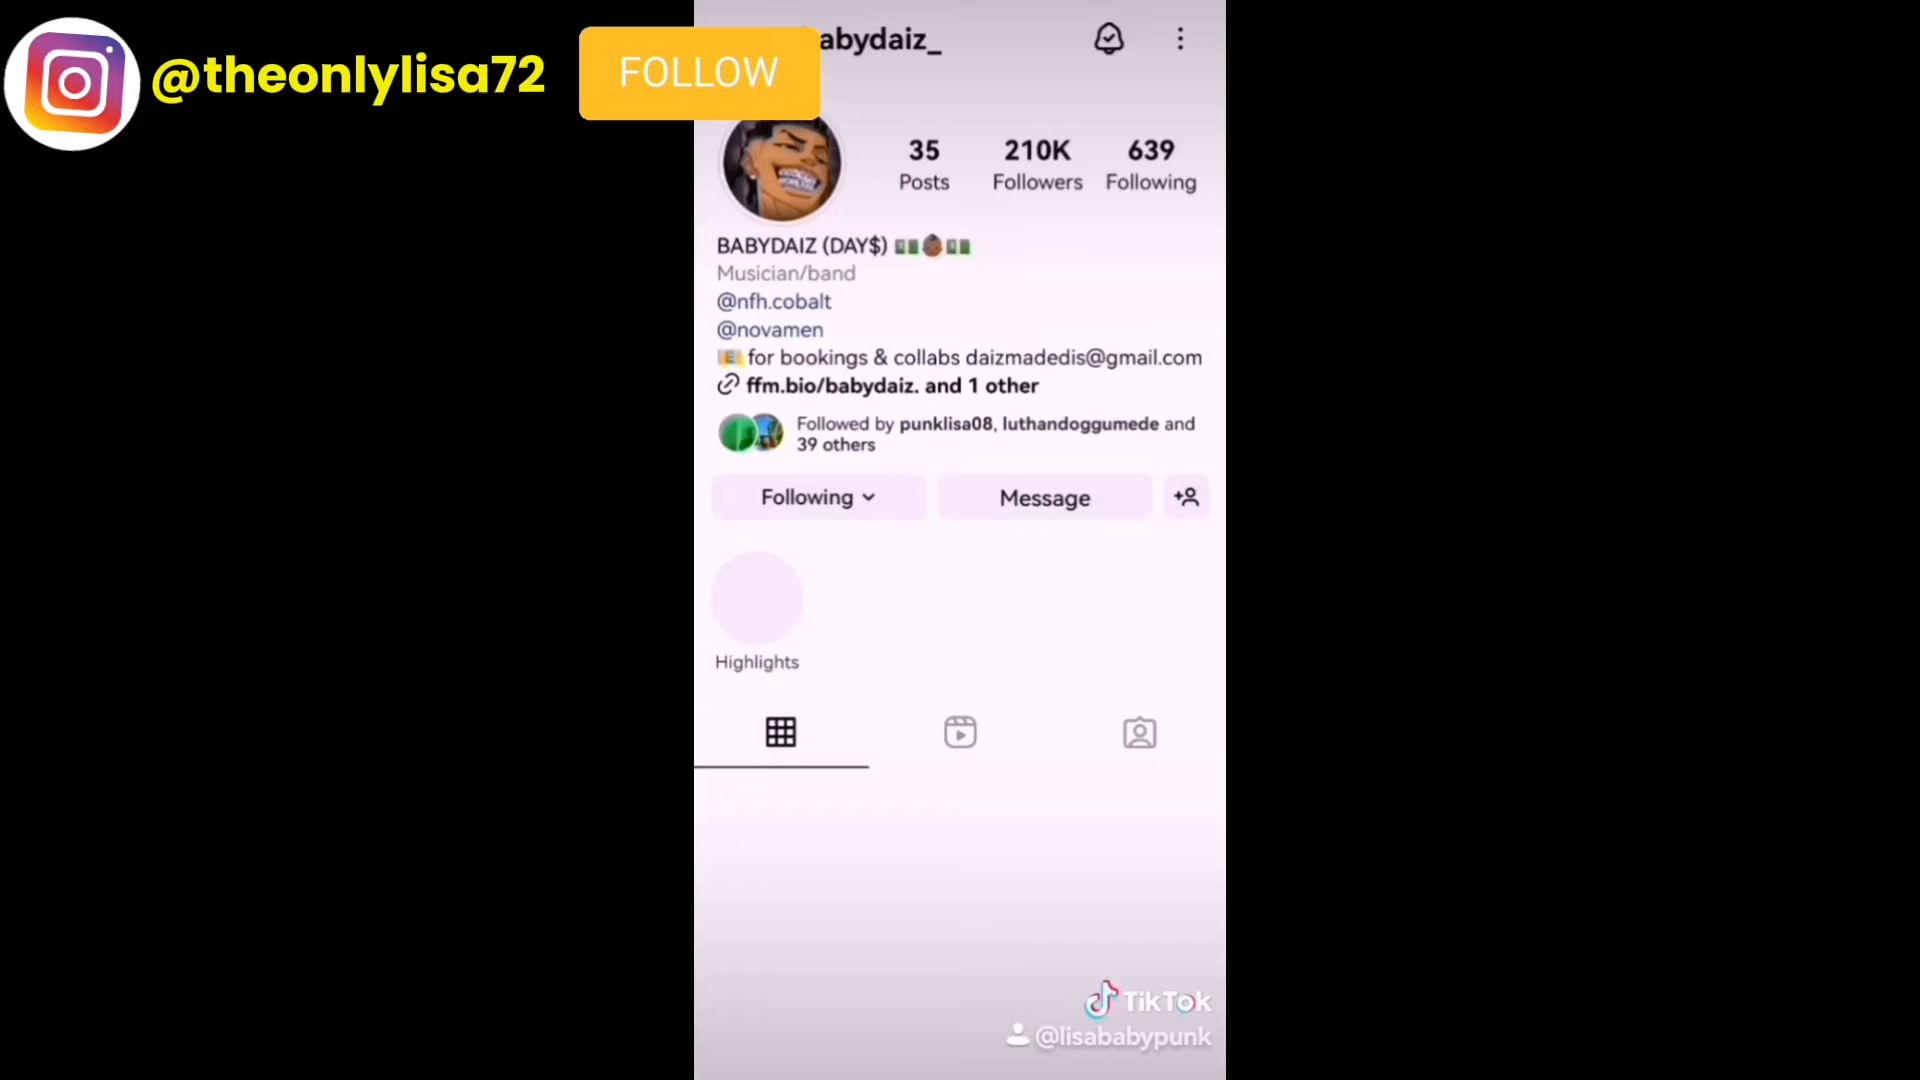 @theonlylisa72
FOLLOW
abydaiz_
35
Posts
210K
Followers
639
Following
BABYDAIZ (DAY$) 💵👶🏾💵
Musician/band
@nfh.cobalt
@novamen
📧 for bookings & collabs daizmadedis@gmail.com
ffm.bio/babydaiz. and 1 other
Followed by punklisa08, luthandoggumede and
39 others
Following
Message
Highlights
TikTok
@lisababypunk